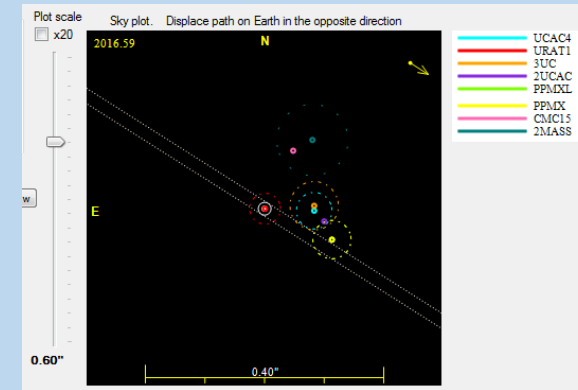 Plot scale
Sky plot. Displace path on Earth in the opposite direction
x20
2016.59
N
E
w
0.60"
0.40"
UCAC4
URAT1
3UC
2UCAC
PPMXL
PPMX
CMC15
2MASS